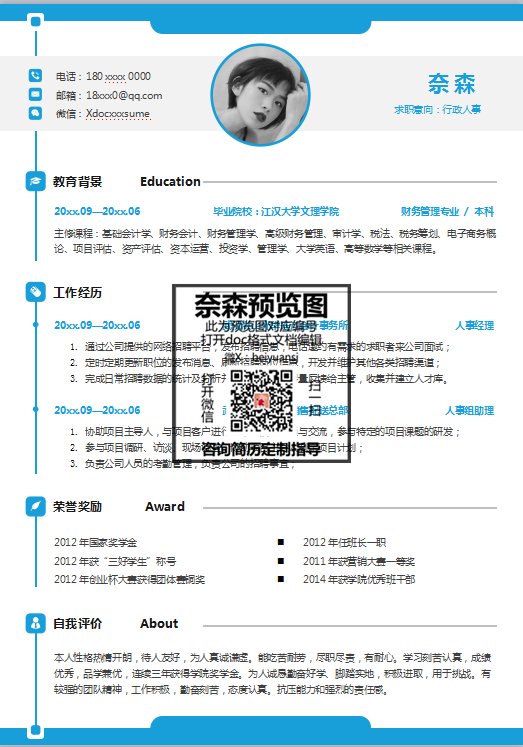 电话：180 xxxx 0000
邮箱：18xxx0@qq.com
微信：Xdocxxxsume
奈森
求职意向：行政人事
教育背景 Education
20xx.09—20xx.06 毕业院校：江汉大学文理学院 财务管理专业 / 本科
主修课程：基础会计学、财务会计、财务管理学、高级财务管理、审计学、税法、税务筹划、电子商务概
论、项目评估、资产评估、资本运营、投资学、管理学、大学英语、高等数学等相关课程。
工作经历
奈森预览图
此为预览图对应编号
打开doc格式文档编辑
微X：beiyuansj
打开微信
扫一扫
咨询简历定制指导
20xx.09—20xx.06 事务所 人事经理
1. 通过公司提供的网络招聘平台，发布招聘信息，电话邀约有需求的求职者来公司面试；
2. 定时定期更新职位的发布消息、刷 ，开发并维护其他各类招聘渠道；
3. 完成日常招聘数据的统计及分析并 量反馈给主管，收集并建立人才库。
20xx.09—20xx.06 送总部 人事组助理
1. 协助项目主导人，与项目客户进行 与交流，参与特定的项目课题的研发；
2. 参与项目调研、访谈、现场 项目计划；
3. 负责公司人员的考勤管理，负责公司的招聘事宜；
荣誉奖励 Award
2012 年国家奖学金 ■ 2012 年任班长一职
2012 年获“三好学生”称号 ■ 2011 年获营销大赛一等奖
2012 年创业杯大赛获得团体赛铜奖 ■ 2014 年获学院优秀班干部
自我评价 About
本人性格热情开朗，待人友好，为人真诚谦虚。能吃苦耐劳，尽职尽责，有耐心。学习刻苦认真，成绩
优秀，品学兼优，连续三年获得学院奖学金。为人诚恳勤奋好学、脚踏实地，积极进取，用于挑战。有
较强的团队精神，工作积极，勤奋刻苦，态度认真。抗压能力和强烈的责任感。